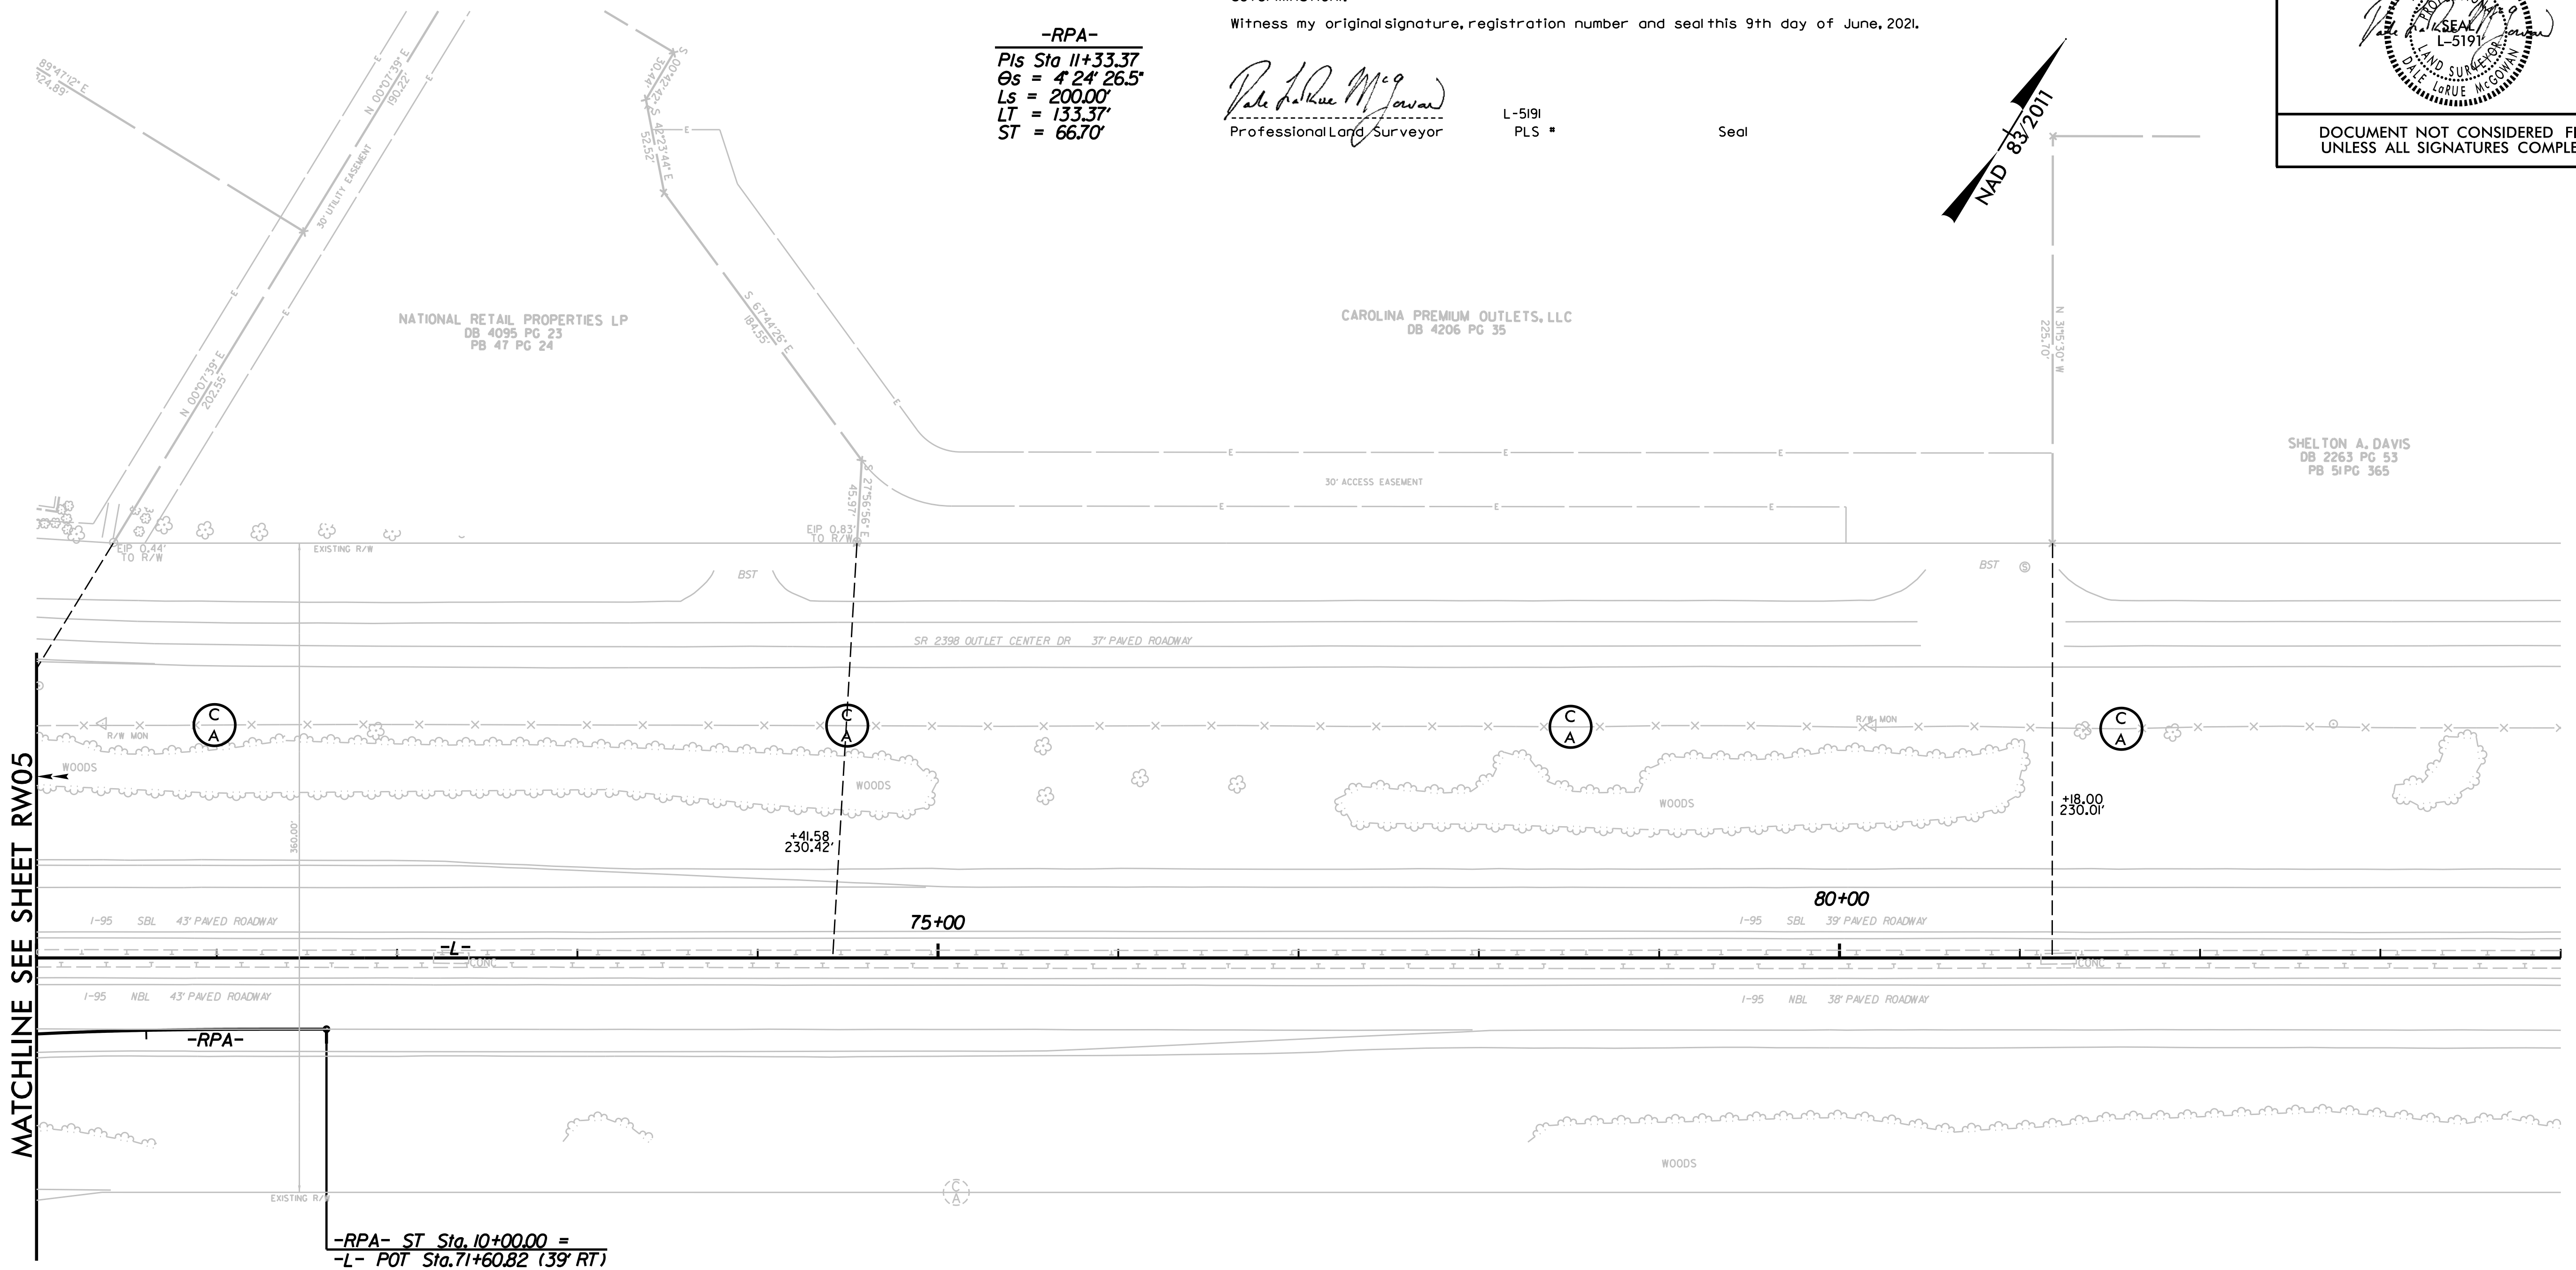 Witness my original signature, registration number and seal this 9th day of June, 2021.
-RPA-
PIs Sta 11+33.37
Θs = 4° 24' 26.5"
Ls = 200.00'
LT = 133.37'
ST = 66.70'
L-5191
Professional Land Surveyor PLS # Seal
SEAL
L-5191
LAND SURVEYOR
DALE LaRUE McGOWAN
DOCUMENT NOT CONSIDERED
UNLESS ALL SIGNATURES
NAD 83/2011
89°47'12" E
324.89'
N 00°07'39" E
190.22'
30' UTILITY EASEMENT
N 00°07'39" E
202.55'
30.44'
S 42°23'44" E
52.52'
S 67°44'26" E
184.55'
S 27°56'56" E
45.97'
NATIONAL RETAIL PROPERTIES LP
DB 4095 PG 23
PB 47 PG 24
CAROLINA PREMIUM OUTLETS, LLC
DB 4206 PG 35
N 31°15'30" W
225.70'
SHELTON A. DAVIS
DB 2263 PG 53
PB 51 PG 365
30' ACCESS EASEMENT
E
E
E
E
E
E
E
E
E
E
E
E
EIP 0.44'
TO R/W
EXISTING R/W
EIP 0.83'
TO R/W
BST
BST
S
SR 2398 OUTLET CENTER DR 37' PAVED ROADWAY
C
A
C
A
C
A
C
A
R/W MON
R/W MON
WOODS
WOODS
WOODS
+41.58
230.42'
+18.00
230.01'
360.00'
MATCHLINE SEE SHEET RW05
75+00
80+00
I-95 SBL 43' PAVED ROADWAY
I-95 SBL 39' PAVED ROADWAY
-L-
CONC
CONC
I-95 NBL 43' PAVED ROADWAY
I-95 NBL 38' PAVED ROADWAY
-RPA-
WOODS
EXISTING R/W
C
A
-RPA- ST Sta. 10+00.00 =
-L- POT Sta. 71+60.82 (39' RT)